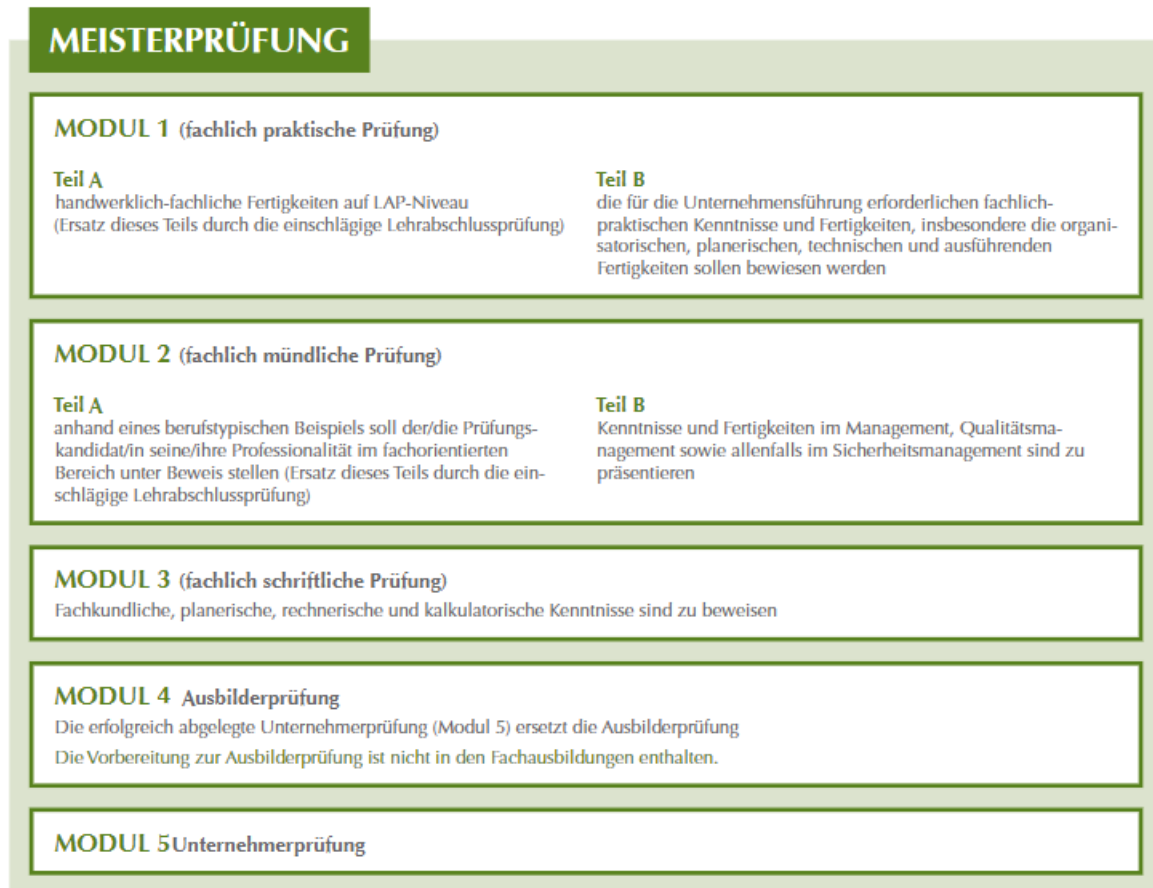 MEISTERPRÜFUNG
MODUL 1 (fachlich praktische Prüfung)
Teil A
handwerklich-fachliche Fertigkeiten auf LAP-Niveau
(Ersatz dieses Teils durch die einschlägige Lehrabschlussprüfung)
Teil B
die für die Unternehmensführung erforderlichen fachlich-
praktischen Kenntnisse und Fertigkeiten, insbesondere die organi-
satorischen, planerischen, technischen und ausführenden
Fertigkeiten sollen bewiesen werden
MODUL 2 (fachlich mündliche Prüfung)
Teil A
anhand eines berufstypischen Beispiels soll der/die Prüfungs-
kandidat/in seine/ihre Professionalität im fachorientierten
Bereich unter Beweis stellen (Ersatz dieses Teils durch die ein-
schlägige Lehrabschlussprüfung)
Teil B
Kenntnisse und Fertigkeiten im Management, Qualitätsma-
nagement sowie allenfalls im Sicherheitsmanagement sind zu
präsentieren
MODUL 3 (fachlich schriftliche Prüfung)
Fachkundliche, planerische, rechnerische und kalkulatorische Kenntnisse sind zu beweisen
MODUL 4 Ausbilderprüfung
Die erfolgreich abgelegte Unternehmerprüfung (Modul 5) ersetzt die Ausbilderprüfung
Die Vorbereitung zur Ausbilderprüfung ist nicht in den Fachausbildungen enthalten.
MODUL 5 Unternehmerprüfung